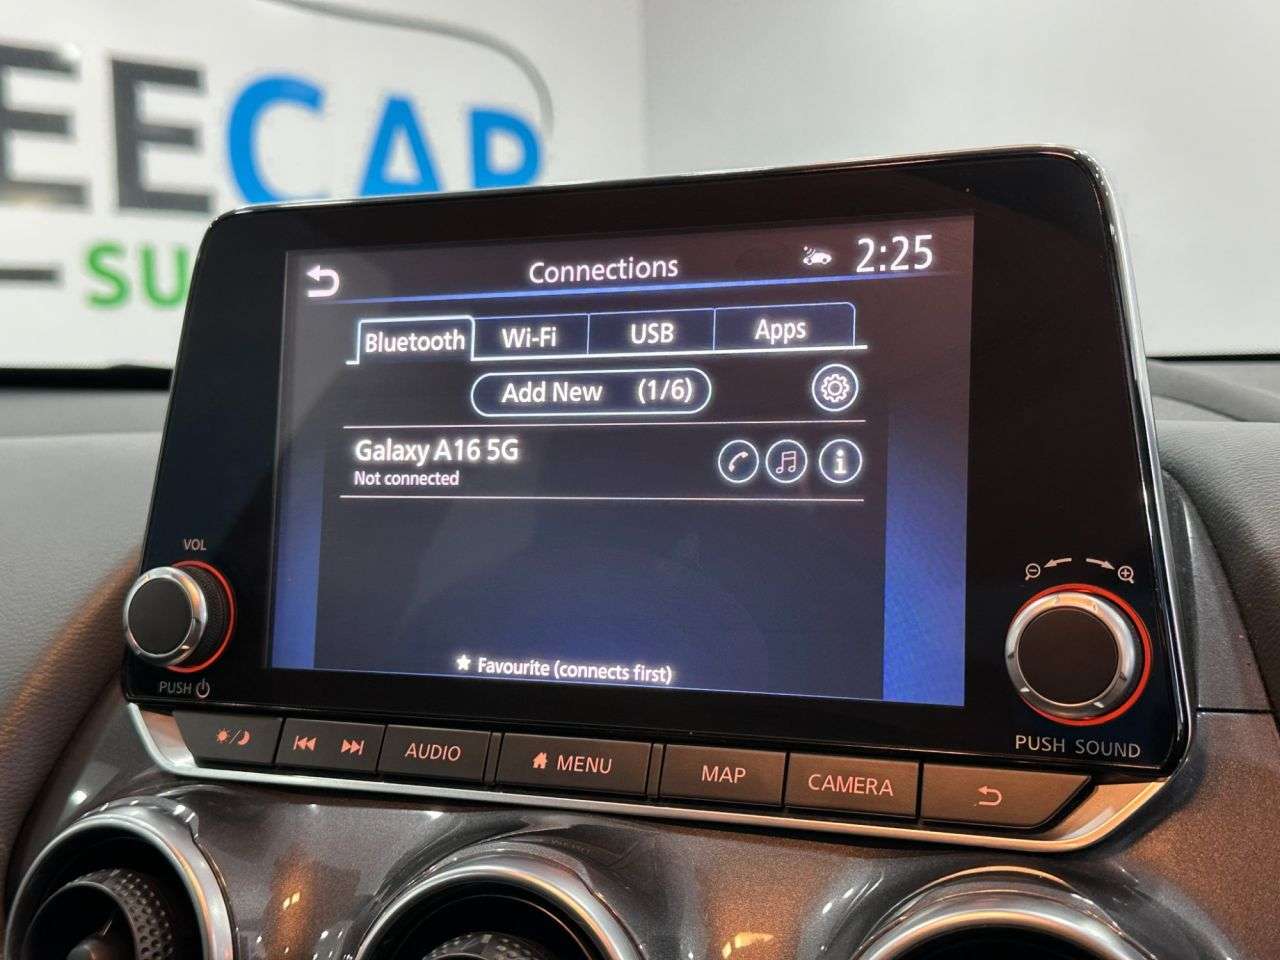 EECAR
SU
Connections
2:25
Bluetooth Wi-Fi USB Apps
Add New (1/6)
Galaxy A16 5G
Not connected
i
★ Favourite (connects first)
VOL
PUSH
PUSH SOUND
AUDIO
MENU
MAP
CAMERA